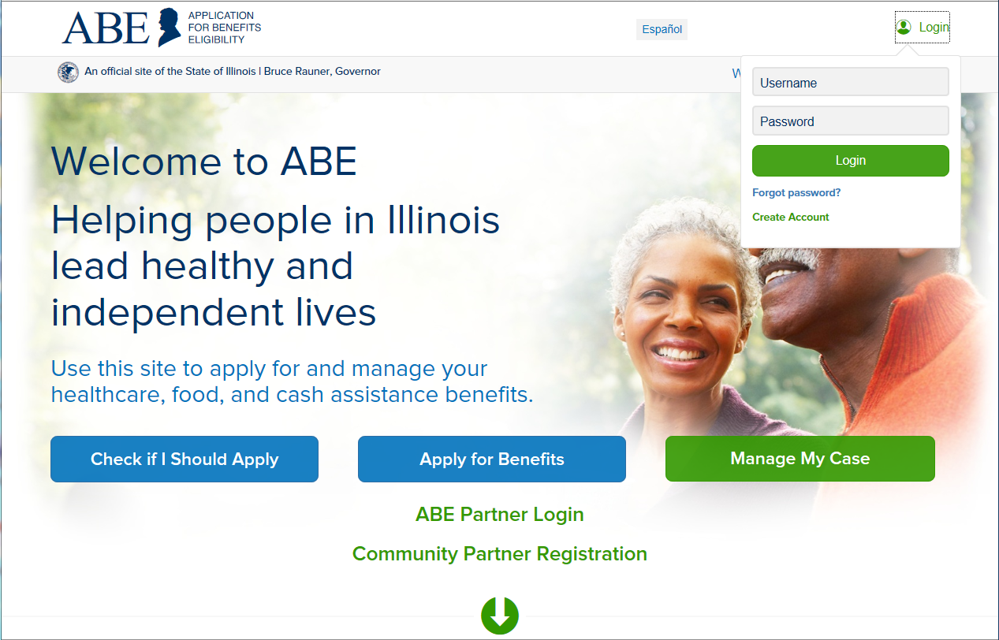 ABE
APPLICATION
FOR BENEFITS
ELIGIBILITY
Español
Login
An official site of the State of Illinois | Bruce Rauner, Governor
Username
Password
Login
Forgot password?
Create Account
Welcome to ABE
Helping people in Illinois
lead healthy and
independent lives
Use this site to apply for and manage your
healthcare, food, and cash assistance benefits.
Check if I Should Apply
Apply for Benefits
Manage My Case
ABE Partner Login
Community Partner Registration